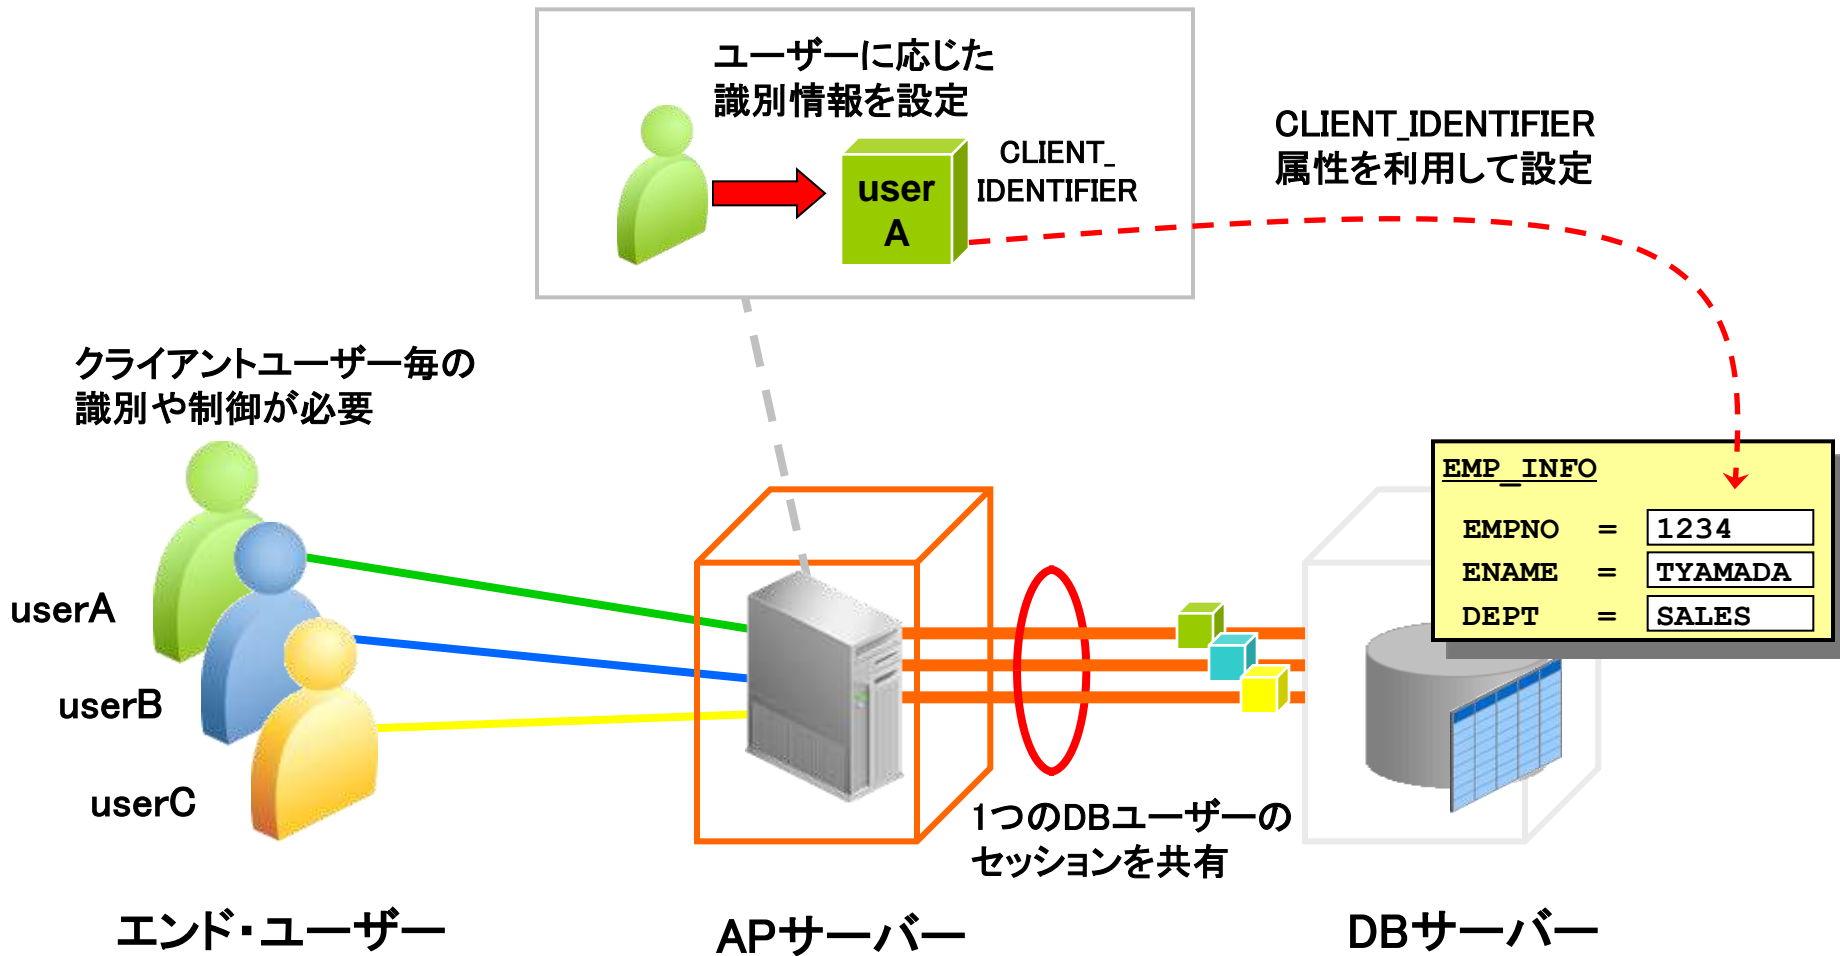 ユーザーに応じた
識別情報を設定
user
A
CLIENT_
IDENTIFIER
CLIENT_IDENTIFIER
属性を利用して設定
クライアントユーザー毎の
識別や制御が必要
userA
userB
userC
EMP_INFO
EMPNO = 1234
ENAME = TYAMADA
DEPT = SALES
1つのDBユーザーの
セッションを共有
エンド・ユーザー
APサーバー
DBサーバー